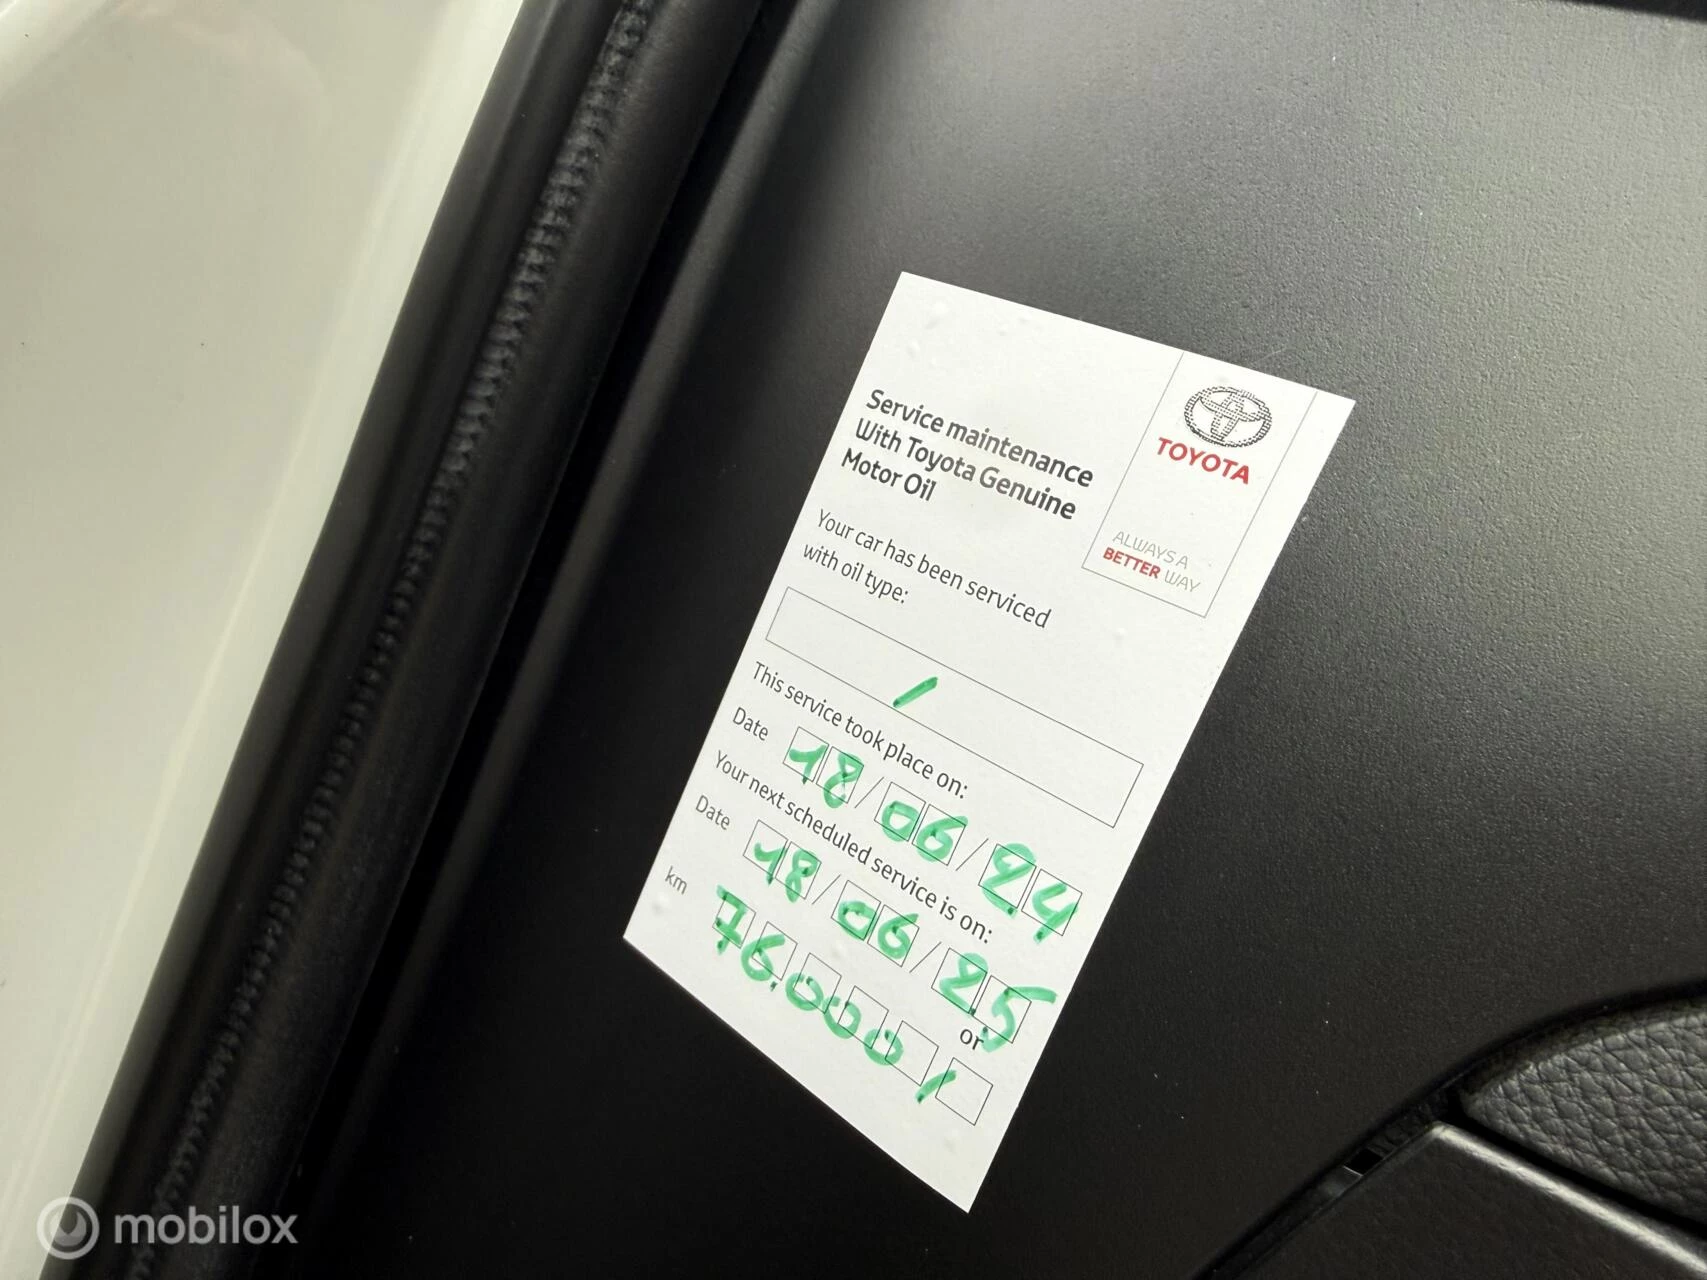 TOYOTA
ALWAYS A
BETTER WAY
Service maintenance
With Toyota Genuine
Motor Oil
Your car has been serviced
with oil type:
/
This service took place on:
Date 18/06/24
Your next scheduled service is on:
Date 18/06/25
or
km 76000/
mobilox